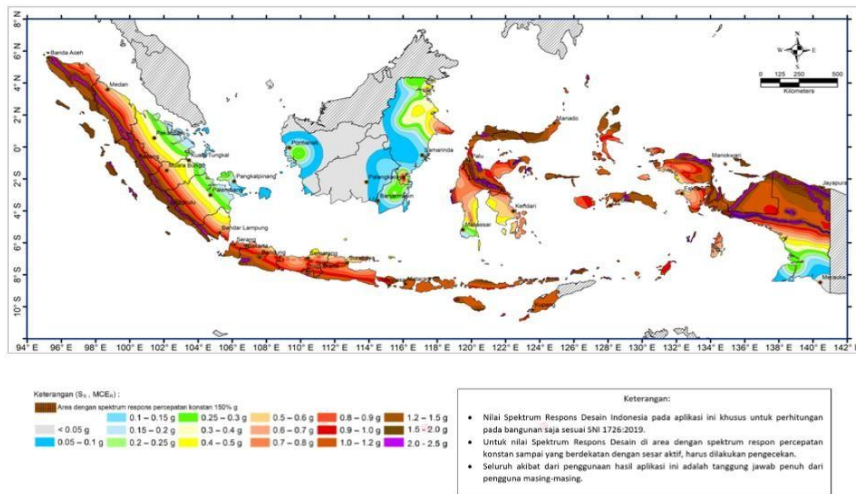 8° N
6° N
4° N
2° N
0°
2° S
4° S
6° S
8° S
10° S
94° E 96° E 98° E 100° E 102° E 104° E 106° E 108° E 110° E 112° E 114° E 116° E 118° E 120° E 122° E 124° E 126° E 128° E 130° E 132° E 134° E 136° E 138° E 140° E 142° E
N
W E
S
0 125 250 500
Kilometers
Banda Aceh
Medan
Manado
Pontianak
Samarinda
Manokwari
Palu
Kuala Tungkal
Muara Bungo
Pangkalpinang
Palembang
Jayapura
Kendari
Makassar
Bandar Lampung
Serang
Bandung
Semarang
Surabaya
Merauke
Kupang
Keterangan (Sₛ , MCEᵣ) :
Area dengan spektrum respons percepatan konstan 150% g
< 0.05 g
0.05 – 0.1 g
0.1 – 0.15 g
0.15 – 0.2 g
0.2 – 0.25 g
0.25 – 0.3 g
0.3 – 0.4 g
0.4 – 0.5 g
0.5 – 0.6 g
0.6 – 0.7 g
0.7 – 0.8 g
0.8 – 0.9 g
0.9 – 1.0 g
1.0 – 1.2 g
1.2 – 1.5 g
1.5 – 2.0 g
2.0 - 2.5 g
Keterangan:
• Nilai Spektrum Respons Desain Indonesia pada aplikasi ini khusus untuk perhitungan
pada bangunan saja sesuai SNI 1726:2019.
• Untuk nilai Spektrum Respons Desain di area dengan spektrum respon percepatan
konstan sampai yang berdekatan dengan sesar aktif, harus dilakukan pengecekan.
• Seluruh akibat dari penggunaan hasil aplikasi ini adalah tanggung jawab penuh dari
pengguna masing-masing.